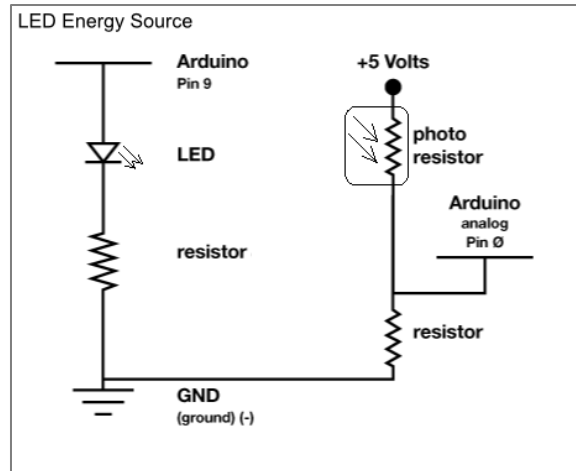 LED Energy Source
Arduino
Pin 9
+5 Volts
LED
photo
resistor
Arduino
analog
Pin Ø
resistor
resistor
GND
(ground) (-)